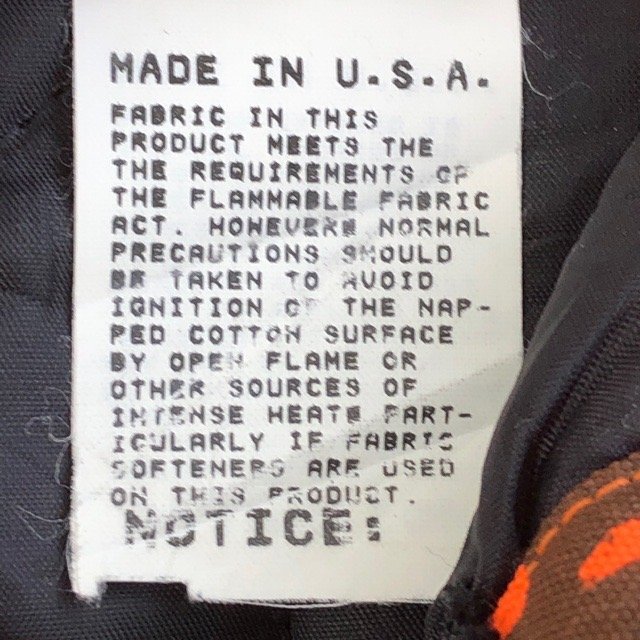 MADE IN U.S.A.
FABRIC IN THIS
PRODUCT MEETS THE
THE REQUIREMENTS OF
THE FLAMMABLE FABRIC
ACT. HOWEVER@ NORMAL
PRECAUTIONS SHOULD
BE TAKEN TO AVOID
IGNITION OF THE NAP-
PED COTTON SURFACE
BY OPEN FLAME OR
OTHER SOURCES OF
INTENSE HEAT@ PART-
ICULARLY IF FABRIC
SOFTENERS ARE USED
ON THIS PRODUCT.
NOTICE: